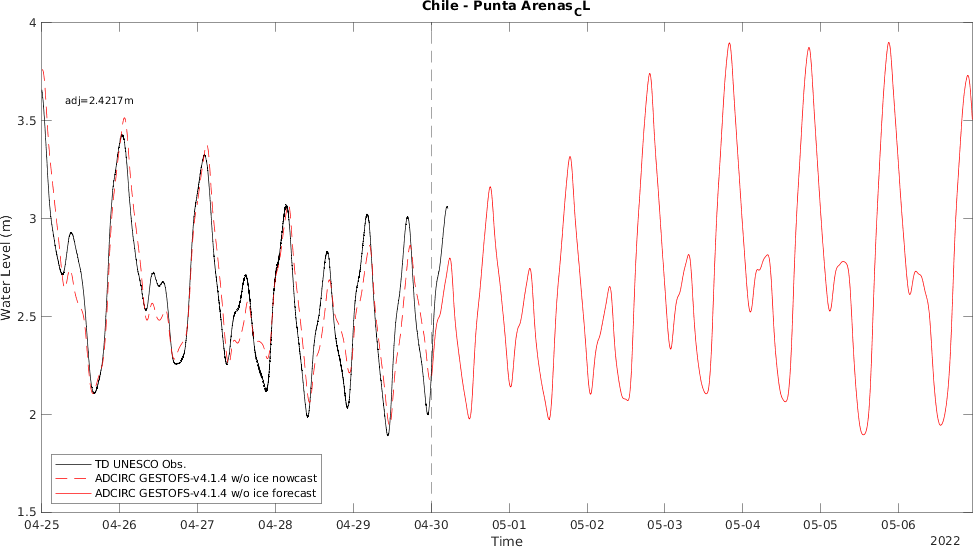 Chile - Punta Arenas_CL
4
3.5
3
2.5
2
1.5
Water Level (m)
adj=2.4217m
TD UNESCO Obs.
ADCIRC GESTOFS-v4.1.4 w/o ice nowcast
ADCIRC GESTOFS-v4.1.4 w/o ice forecast
04-25 04-26 04-27 04-28 04-29 04-30 05-01 05-02 05-03 05-04 05-05 05-06
Time
2022